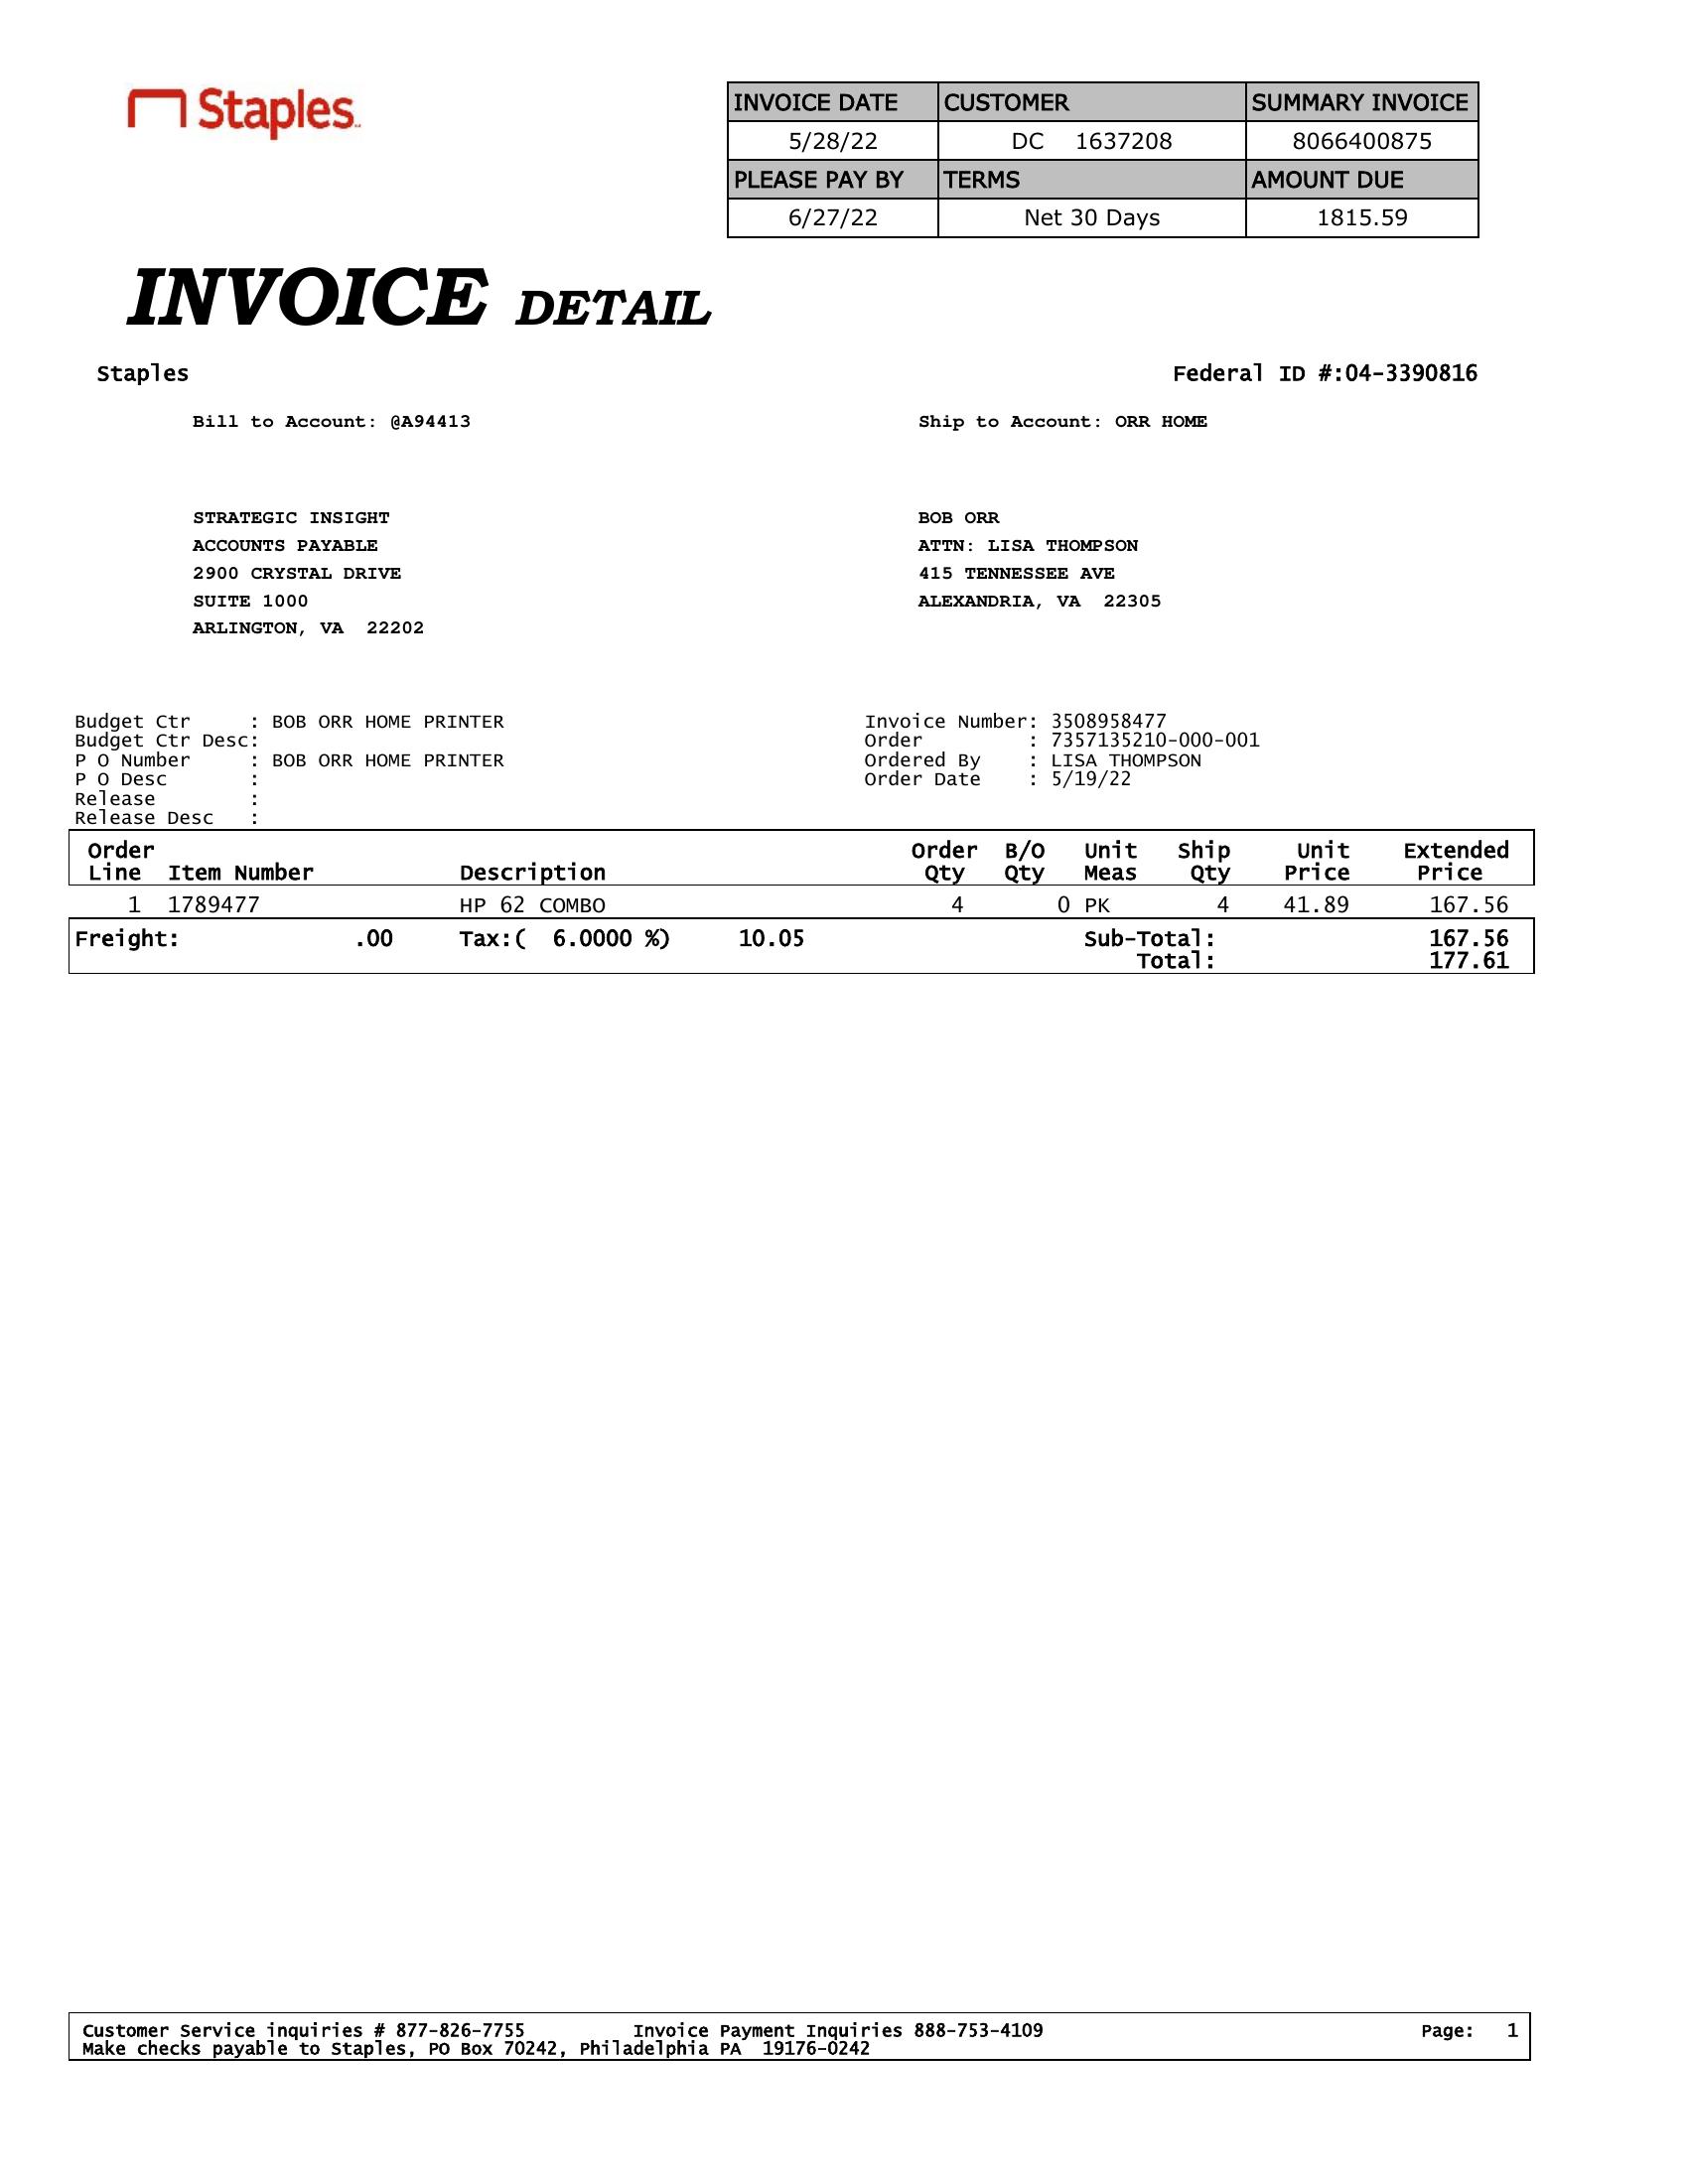 Staples
INVOICE DATE CUSTOMER SUMMARY INVOICE
5/28/22 DC 1637208 8066400875
PLEASE PAY BY TERMS AMOUNT DUE
6/27/22 Net 30 Days 1815.59
INVOICE DETAIL
Staples Federal ID #:04-3390816
Bill to Account: @A94413 Ship to Account: ORR HOME
STRATEGIC INSIGHT BOB ORR
ACCOUNTS PAYABLE ATTN: LISA THOMPSON
2900 CRYSTAL DRIVE 415 TENNESSEE AVE
SUITE 1000 ALEXANDRIA, VA 22305
ARLINGTON, VA 22202
Budget Ctr : BOB ORR HOME PRINTER Invoice Number: 3508958477
Budget Ctr Desc: Order : 7357135210-000-001
P O Number : BOB ORR HOME PRINTER Ordered By : LISA THOMPSON
P O Desc : Order Date : 5/19/22
Release :
Release Desc :
Order Order B/O Unit Ship Unit Extended
Line Item Number Description Qty Qty Meas Qty Price Price
1 1789477 HP 62 COMBO 4 0 PK 4 41.89 167.56
Freight: .00 Tax:( 6.0000 %) 10.05 Sub-Total: 167.56
Total: 177.61
Customer Service inquiries # 877-826-7755 Invoice Payment Inquiries 888-753-4109 Page: 1
Make checks payable to Staples, PO Box 70242, Philadelphia PA 19176-0242